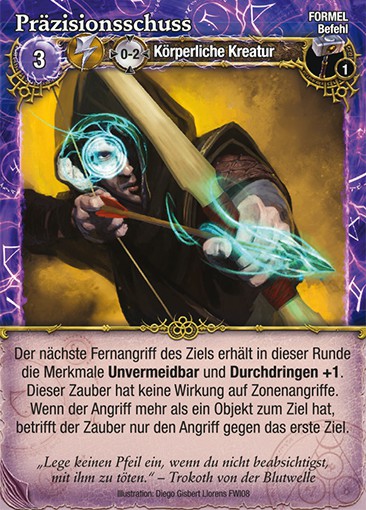 Präzisionsschuss
FORMEL
Befehl
3
0-2
Körperliche Kreatur
1
Der nächste Fernangriff des Ziels erhält in dieser Runde
die Merkmale Unvermeidbar und Durchdringen +1.
Dieser Zauber hat keine Wirkung auf Zonenangriffe.
Wenn der Angriff mehr als ein Objekt zum Ziel hat,
betrifft der Zauber nur den Angriff gegen das erste Ziel.
„Lege keinen Pfeil ein, wenn du nicht beabsichtigst,
mit ihm zu töten.“ – Trokoth von der Blutwelle
Illustration: Diego Gisbert Llorens FWI08